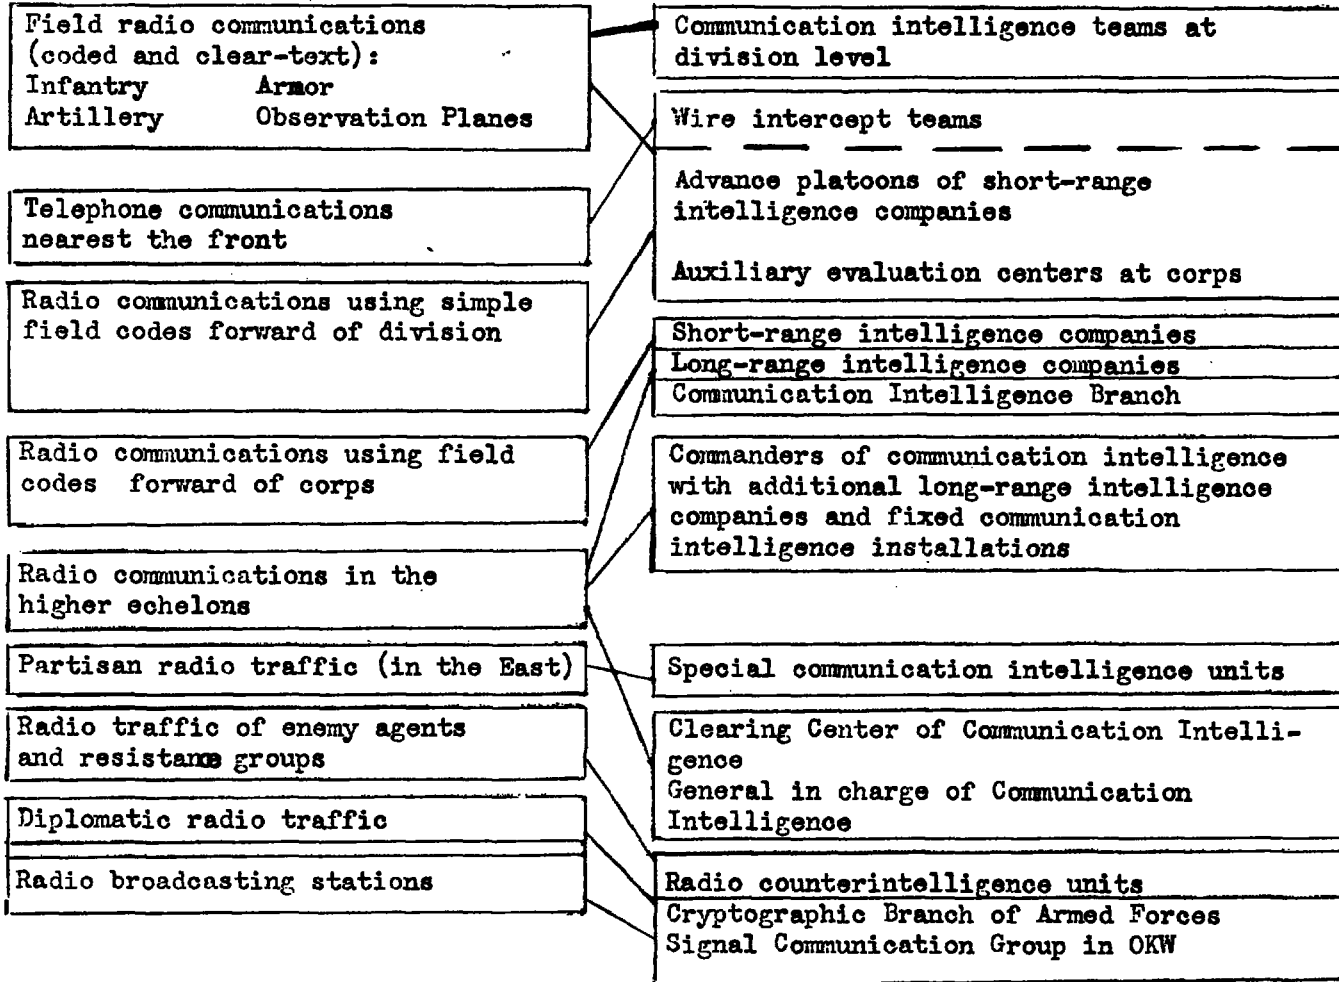 Field radio communications
(coded and clear-text):
Infantry Armor
Artillery Observation Planes
Telephone communications
nearest the front
Radio communications using simple
field codes forward of division
Radio communications using field
codes forward of corps
Radio communications in the
higher echelons
Partisan radio traffic (in the East)
Radio traffic of enemy agents
and resistance groups
Diplomatic radio traffic
Radio broadcasting stations
Communication intelligence teams at
division level
Wire intercept teams
Advance platoons of short-range
intelligence companies
Auxiliary evaluation centers at corps
Short-range intelligence companies
Long-range intelligence companies
Communication Intelligence Branch
Commanders of communication intelligence
with additional long-range intelligence
companies and fixed communication
intelligence installations
Special communication intelligence units
Clearing Center of Communication Intelli-
gence
General in charge of Communication
Intelligence
Radio counterintelligence units
Cryptographic Branch of Armed Forces
Signal Communication Group in OKW